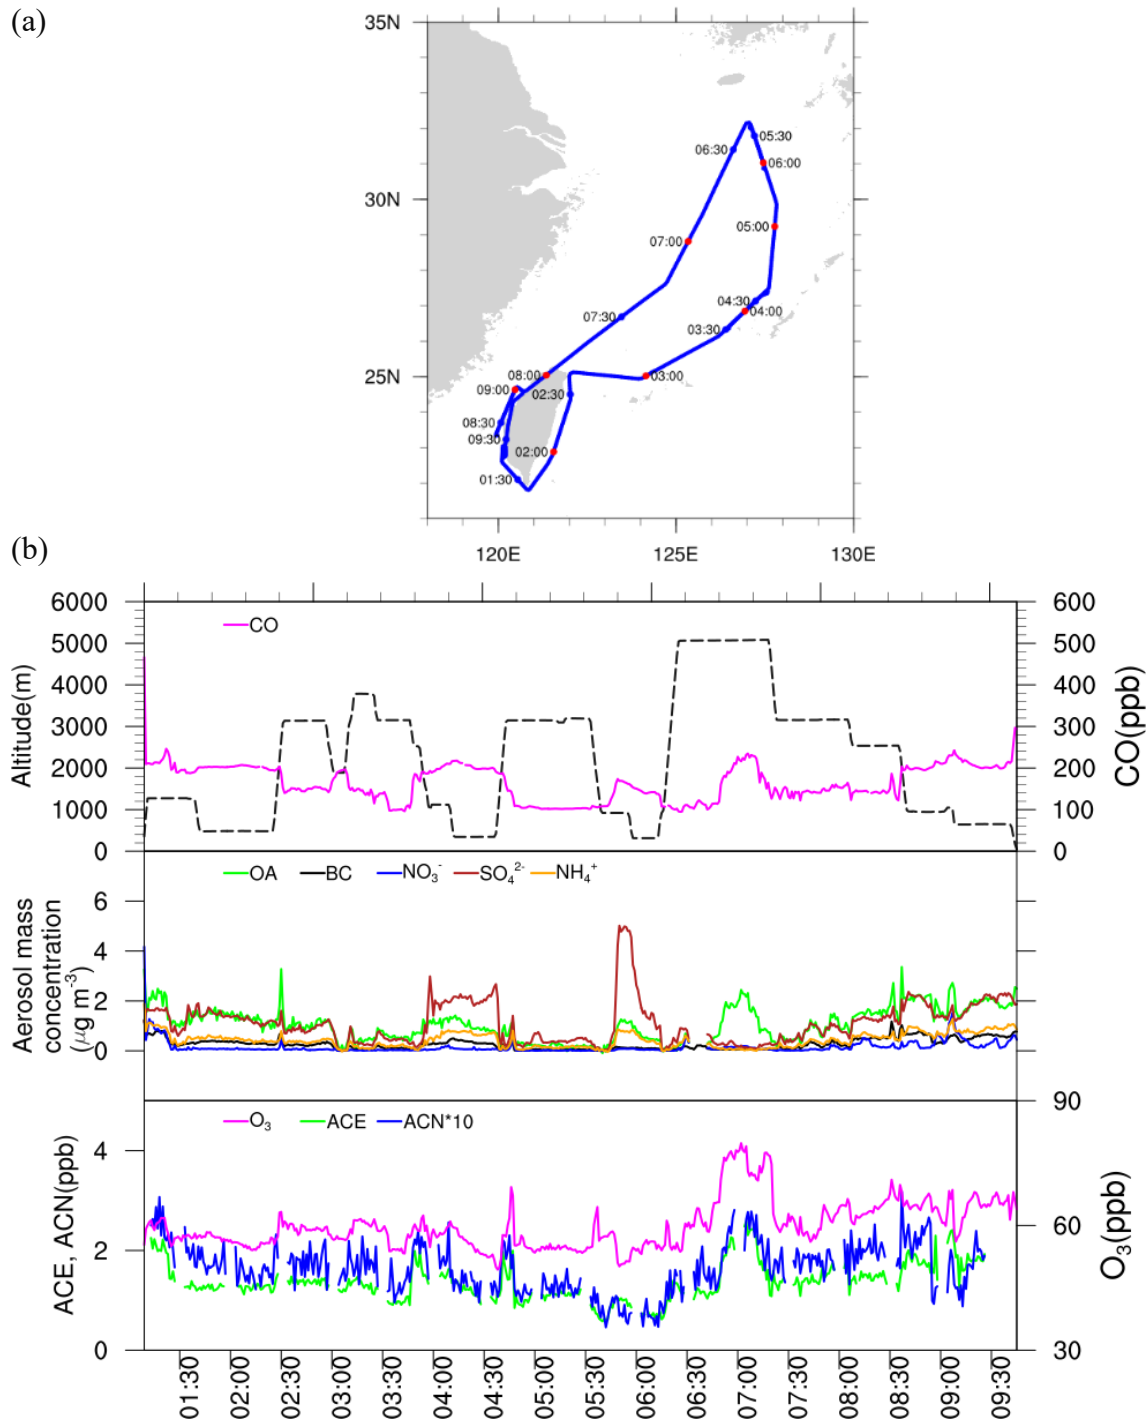 (a)
35N
30N
25N
120E
125E
130E
05:30
06:30
06:00
05:00
07:00
04:30
04:00
07:30
03:30
08:00
03:00
09:00
02:30
08:30
09:30
02:00
01:30
(b)
6000
5000
4000
3000
2000
1000
0
Altitude(m)
CO
600
500
400
300
200
100
0
CO(ppb)
OA
BC
NO₃⁻
SO₄²⁻
NH₄⁺
6
4
2
0
Aerosol mass
concentration
(μg m⁻³)
O₃
ACE
ACN*10
4
2
0
ACE, ACN(ppb)
90
60
30
O₃(ppb)
01:30
02:00
02:30
03:00
03:30
04:00
04:30
05:00
05:30
06:00
06:30
07:00
07:30
08:00
08:30
09:00
09:30